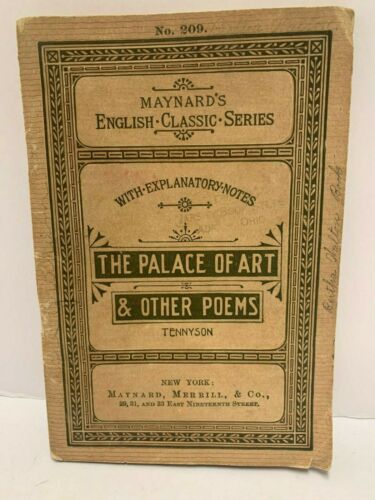 No. 209.
MAYNARD'S
ENGLISH·CLASSIC·SERIES
WITH·EXPLANATORY·NOTES
OHIO
THE PALACE OF ART
& OTHER POEMS
TENNYSON
NEW YORK:
MAYNARD, MERRILL, & CO.,
29, 31, AND 33 EAST NINETEENTH STREET.